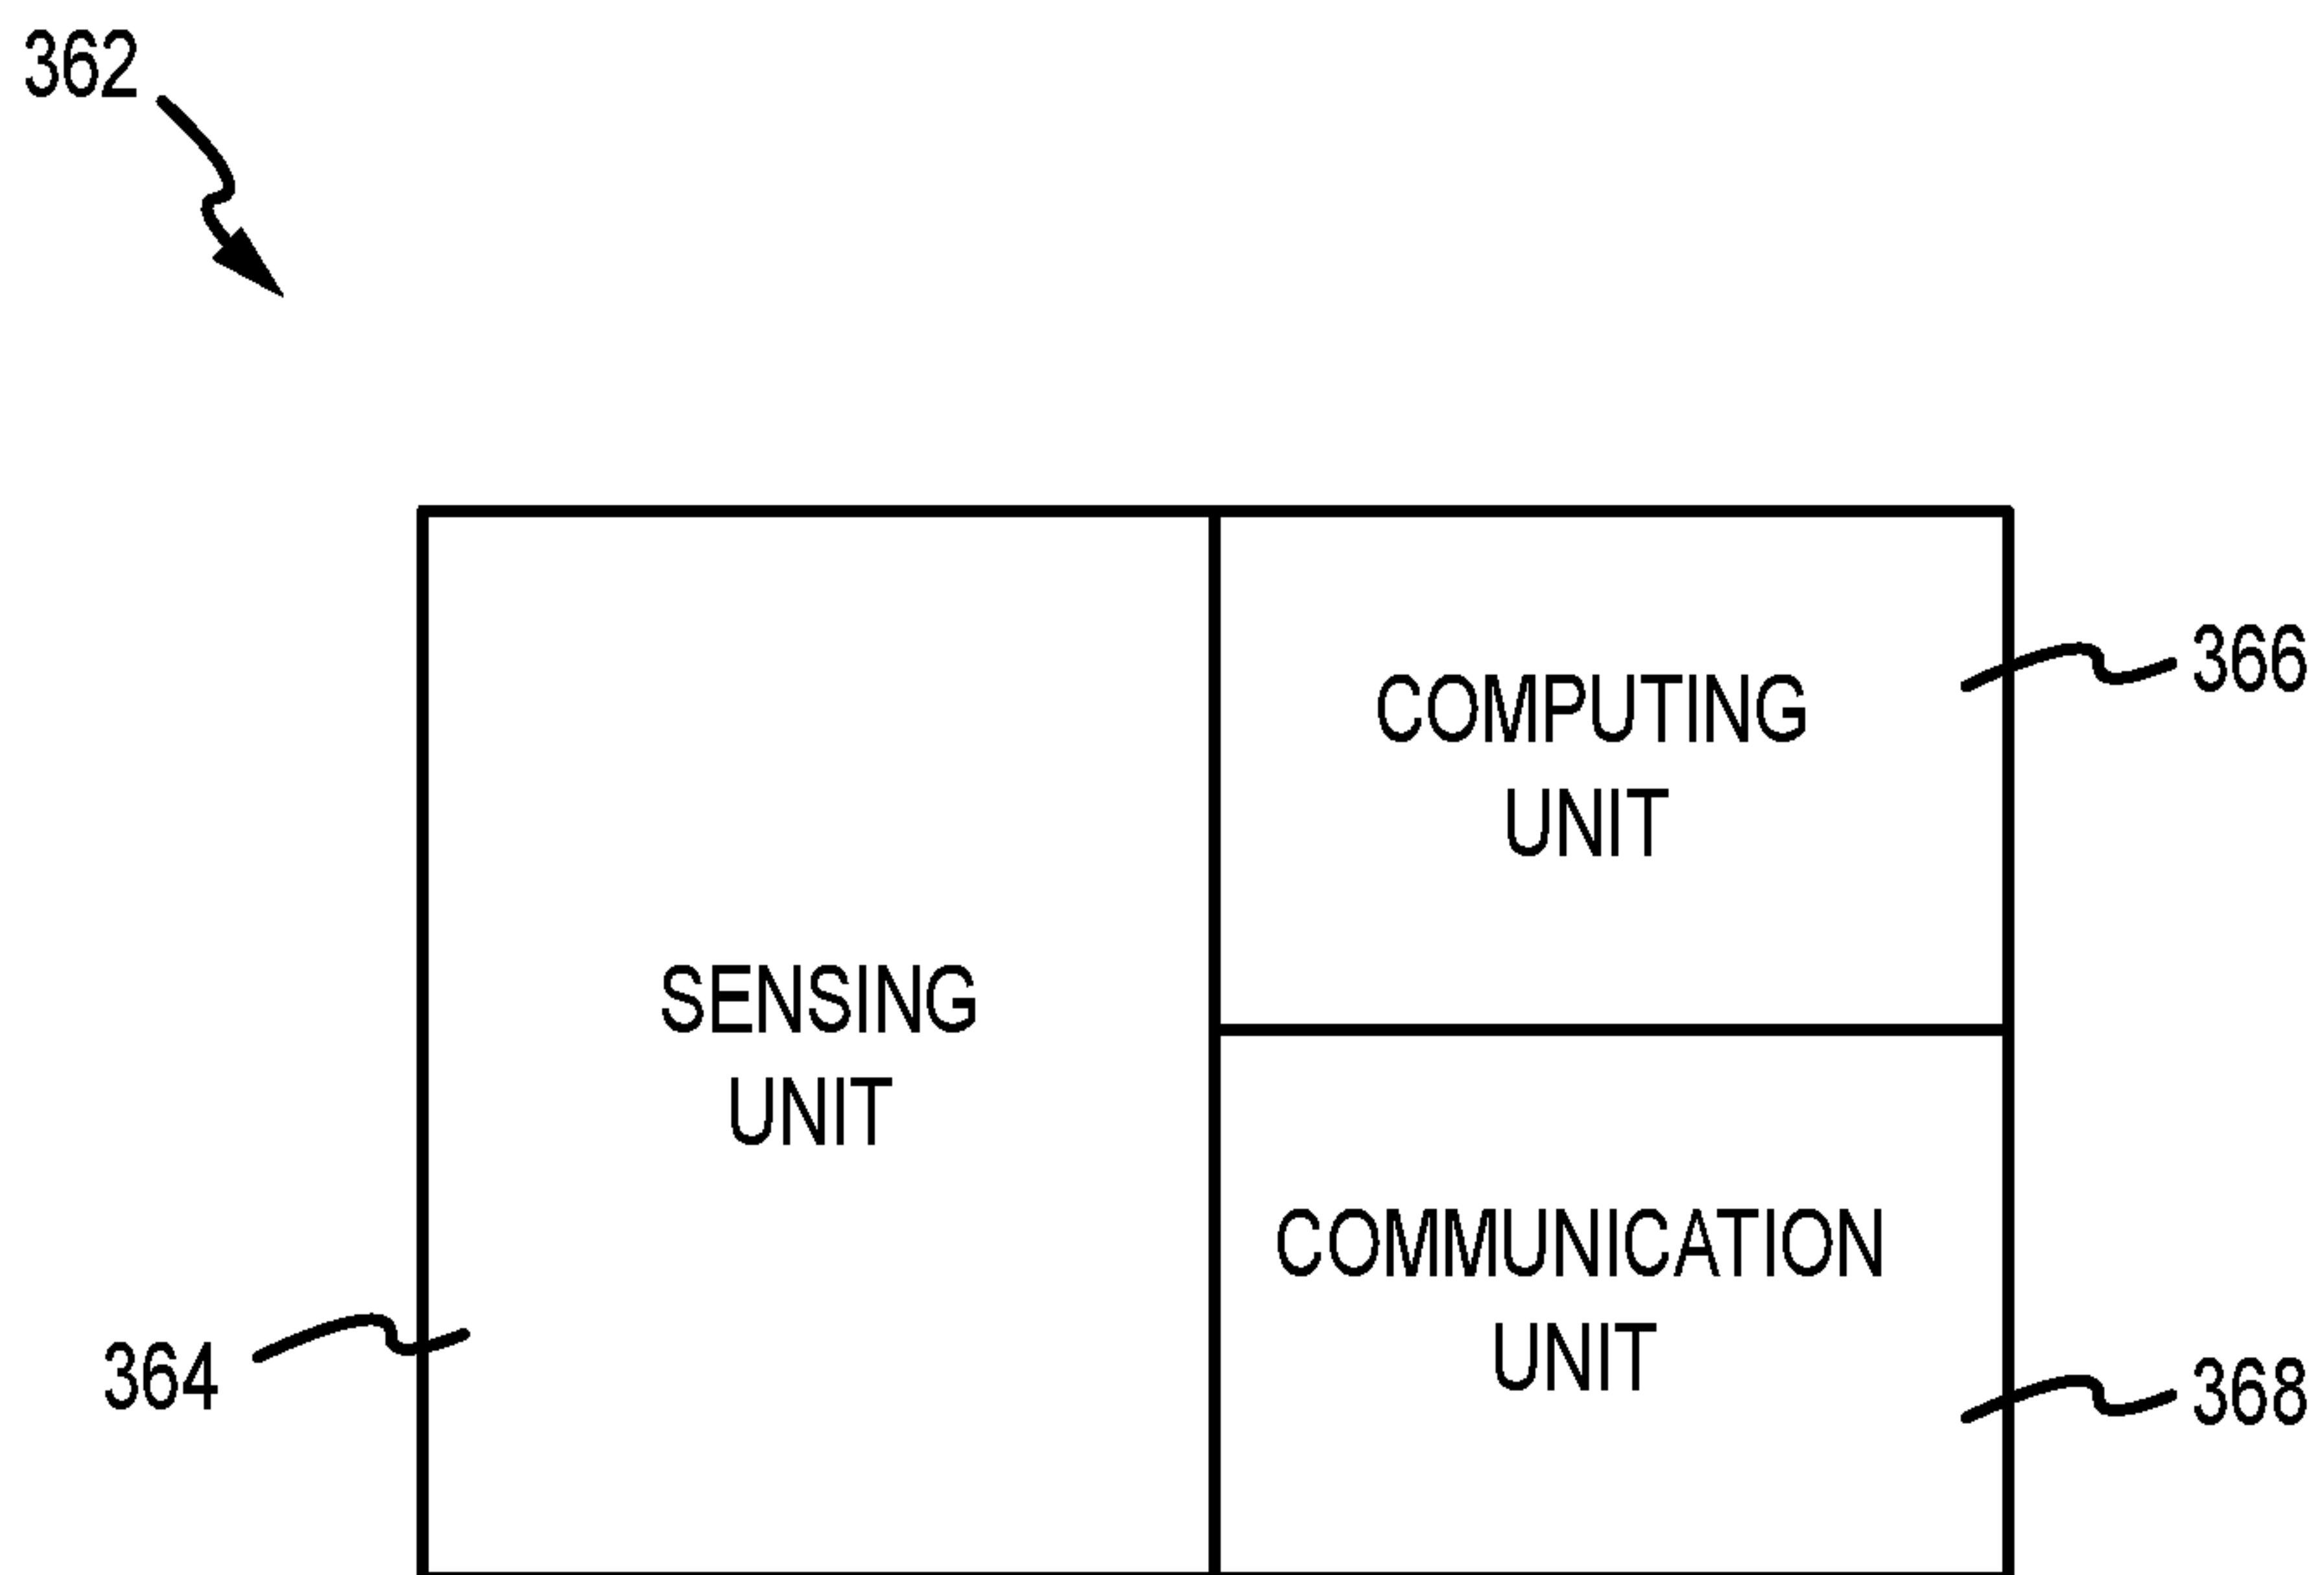 362
COMPUTING
UNIT
366
SENSING
UNIT
COMMUNICATION
UNIT
364
368